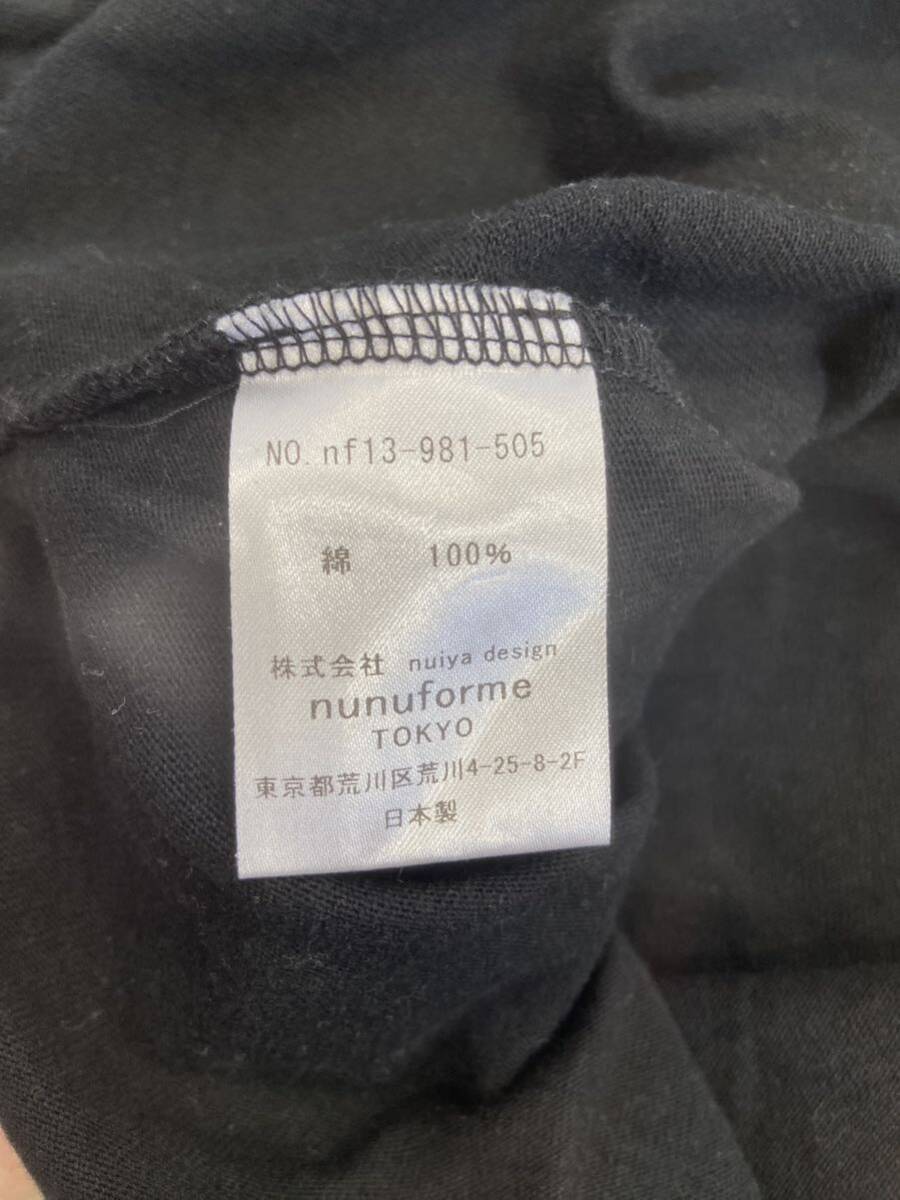 NO. nf13-981-505
綿 100%
株式会社 nuiya design
nunuforme
TOKYO
東京都荒川区荒川4-25-8-2F
日本製